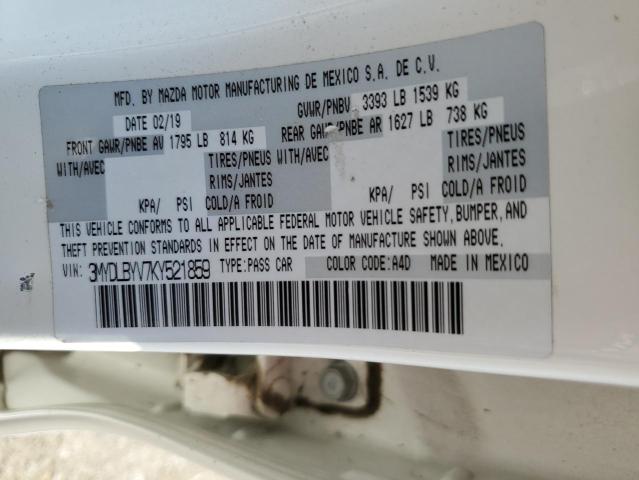 MFD. BY MAZDA MOTOR MANUFACTURING DE MEXICO S.A. DE C.V.
DATE 02/19 GVWR/PNBV 3393 LB 1539 KG
FRONT GAWR/PNBE AV 1795 LB 814 KG REAR GAWR/PNBE AR 1627 LB 738 KG
WITH/AVEC TIRES/PNEUS WITH/AVEC TIRES/PNEUS
RIMS/JANTES RIMS/JANTES
KPA/ PSI COLD/A FROID KPA/ PSI COLD/A FROID
THIS VEHICLE CONFORMS TO ALL APPLICABLE FEDERAL MOTOR VEHICLE SAFETY, BUMPER, AND
THEFT PREVENTION STANDARDS IN EFFECT ON THE DATE OF MANUFACTURE SHOWN ABOVE.
VIN: 3MYDLBYV7KY521859 TYPE:PASS CAR COLOR CODE:A4D MADE IN MEXICO